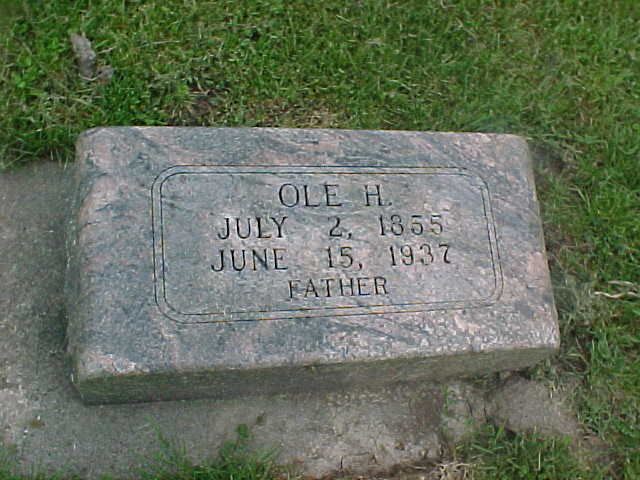 OLE H.
JULY 2, 1855
JUNE 15, 1937
FATHER